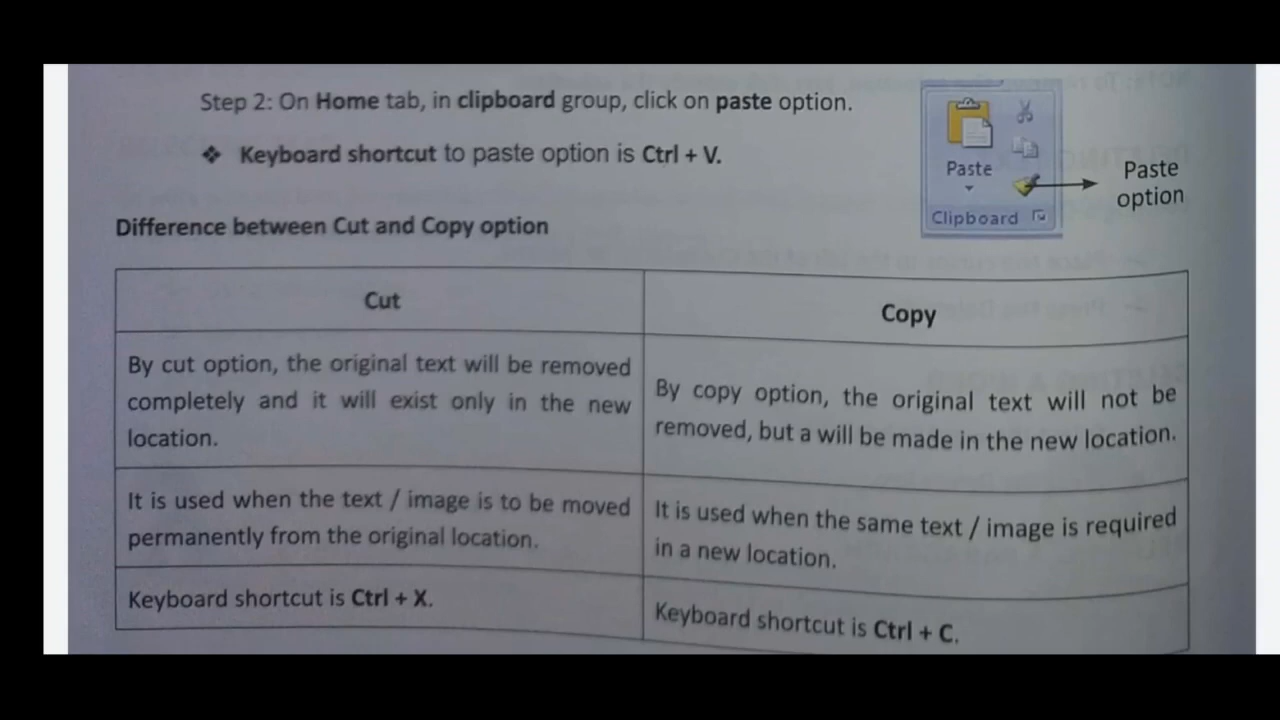 Step 2: On Home tab, in clipboard group, click on paste option.
❖ Keyboard shortcut to paste option is Ctrl + V.
Paste
Clipboard
Paste
option
Difference between Cut and Copy option
Cut
Copy
By cut option, the original text will be removed
completely and it will exist only in the new
location.
By copy option, the original text will not be
removed, but a will be made in the new location.
It is used when the text / image is to be moved
permanently from the original location.
It is used when the same text / image is required
in a new location.
Keyboard shortcut is Ctrl + X.
Keyboard shortcut is Ctrl + C.